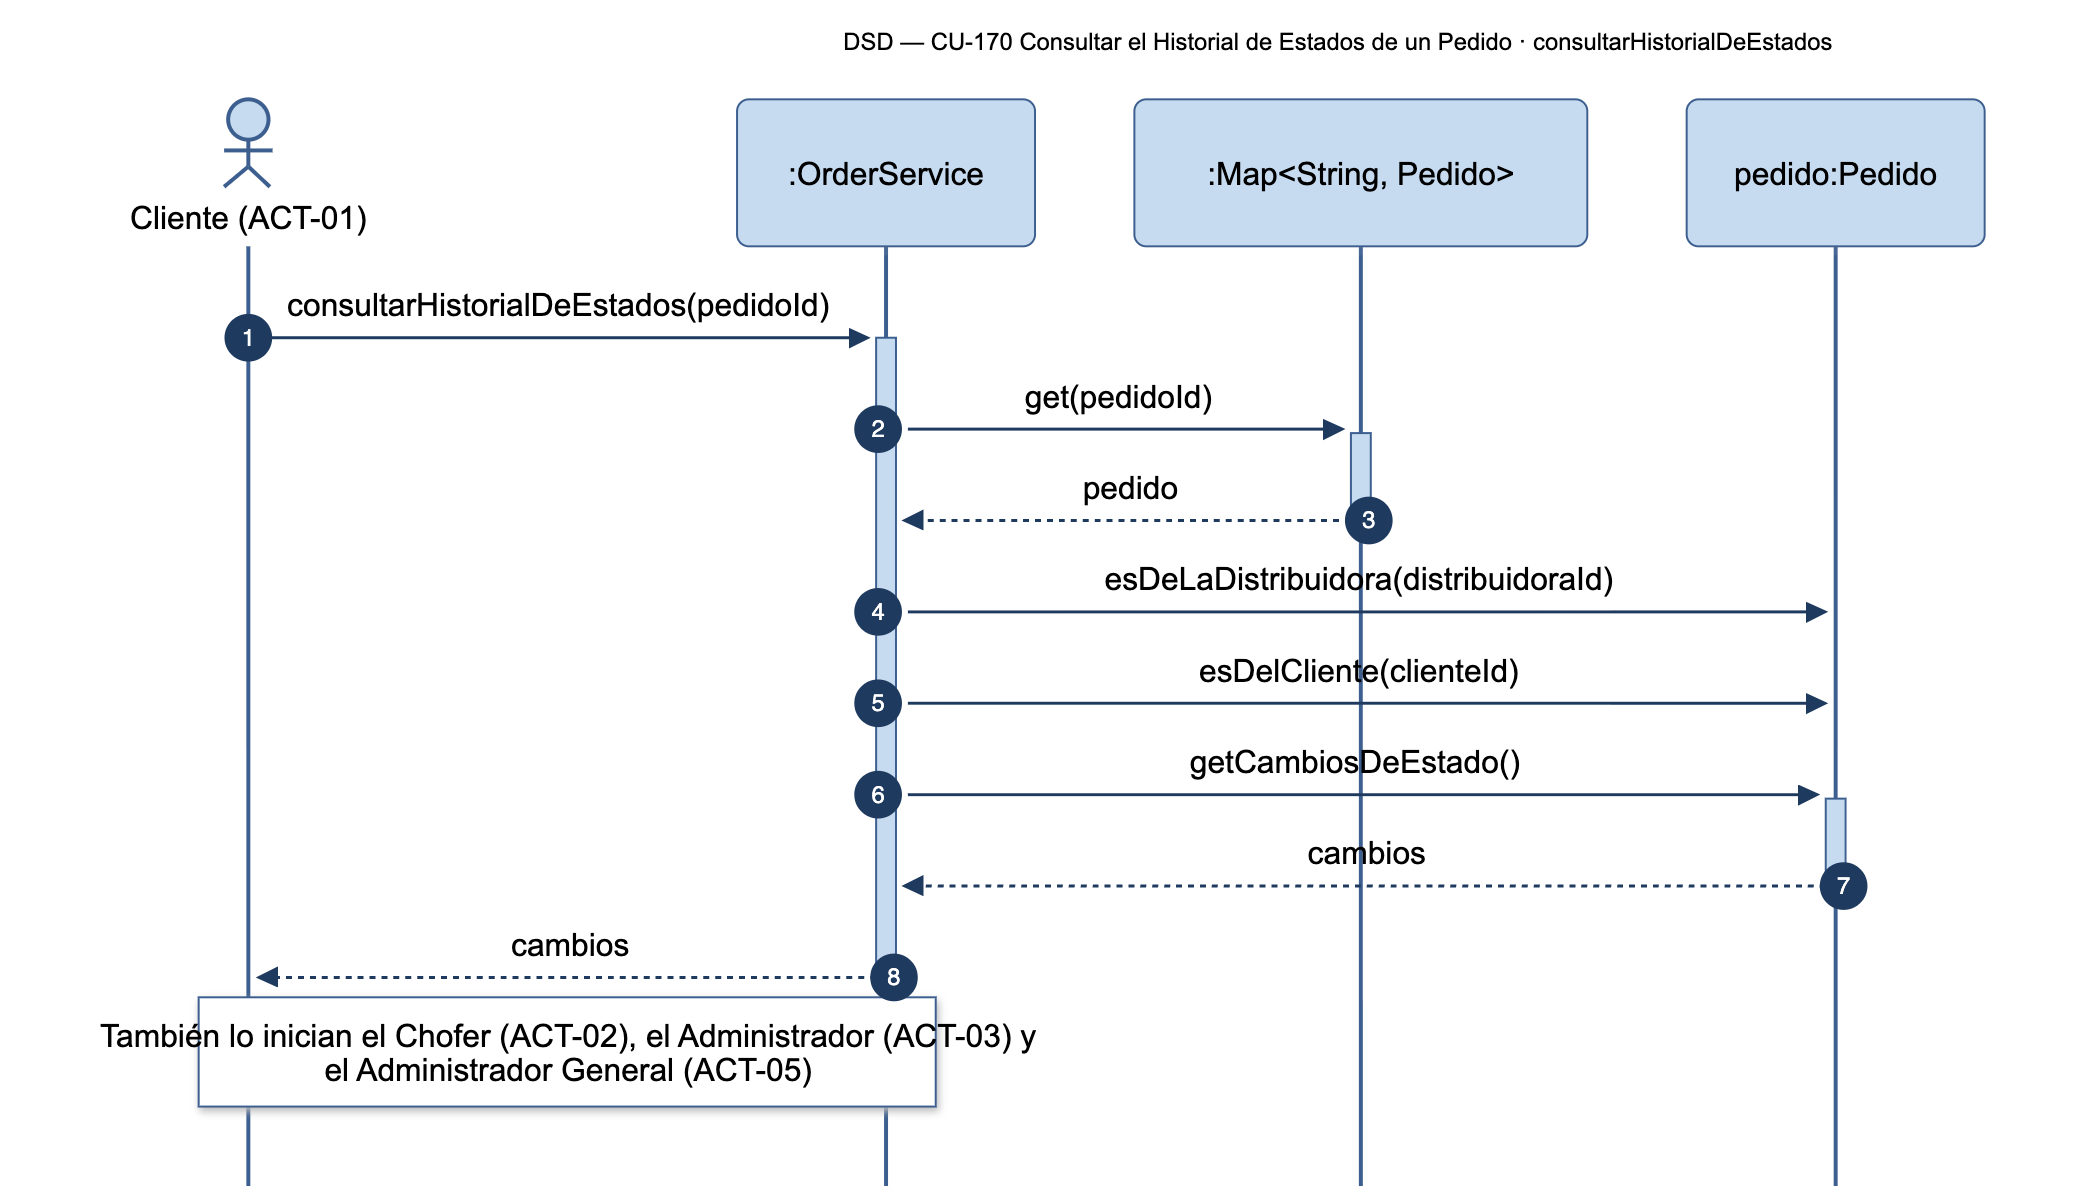 DSD — CU-170 Consultar el Historial de Estados de un Pedido · consultarHistorialDeEstados
Cliente (ACT-01)
:OrderService
:Map<String, Pedido>
pedido:Pedido
consultarHistorialDeEstados(pedidoId)
1
get(pedidoId)
2
pedido
3
esDeLaDistribuidora(distribuidoraId)
4
esDelCliente(clienteId)
5
getCambiosDeEstado()
6
cambios
7
cambios
8
También lo inician el Chofer (ACT-02), el Administrador (ACT-03) y
el Administrador General (ACT-05)